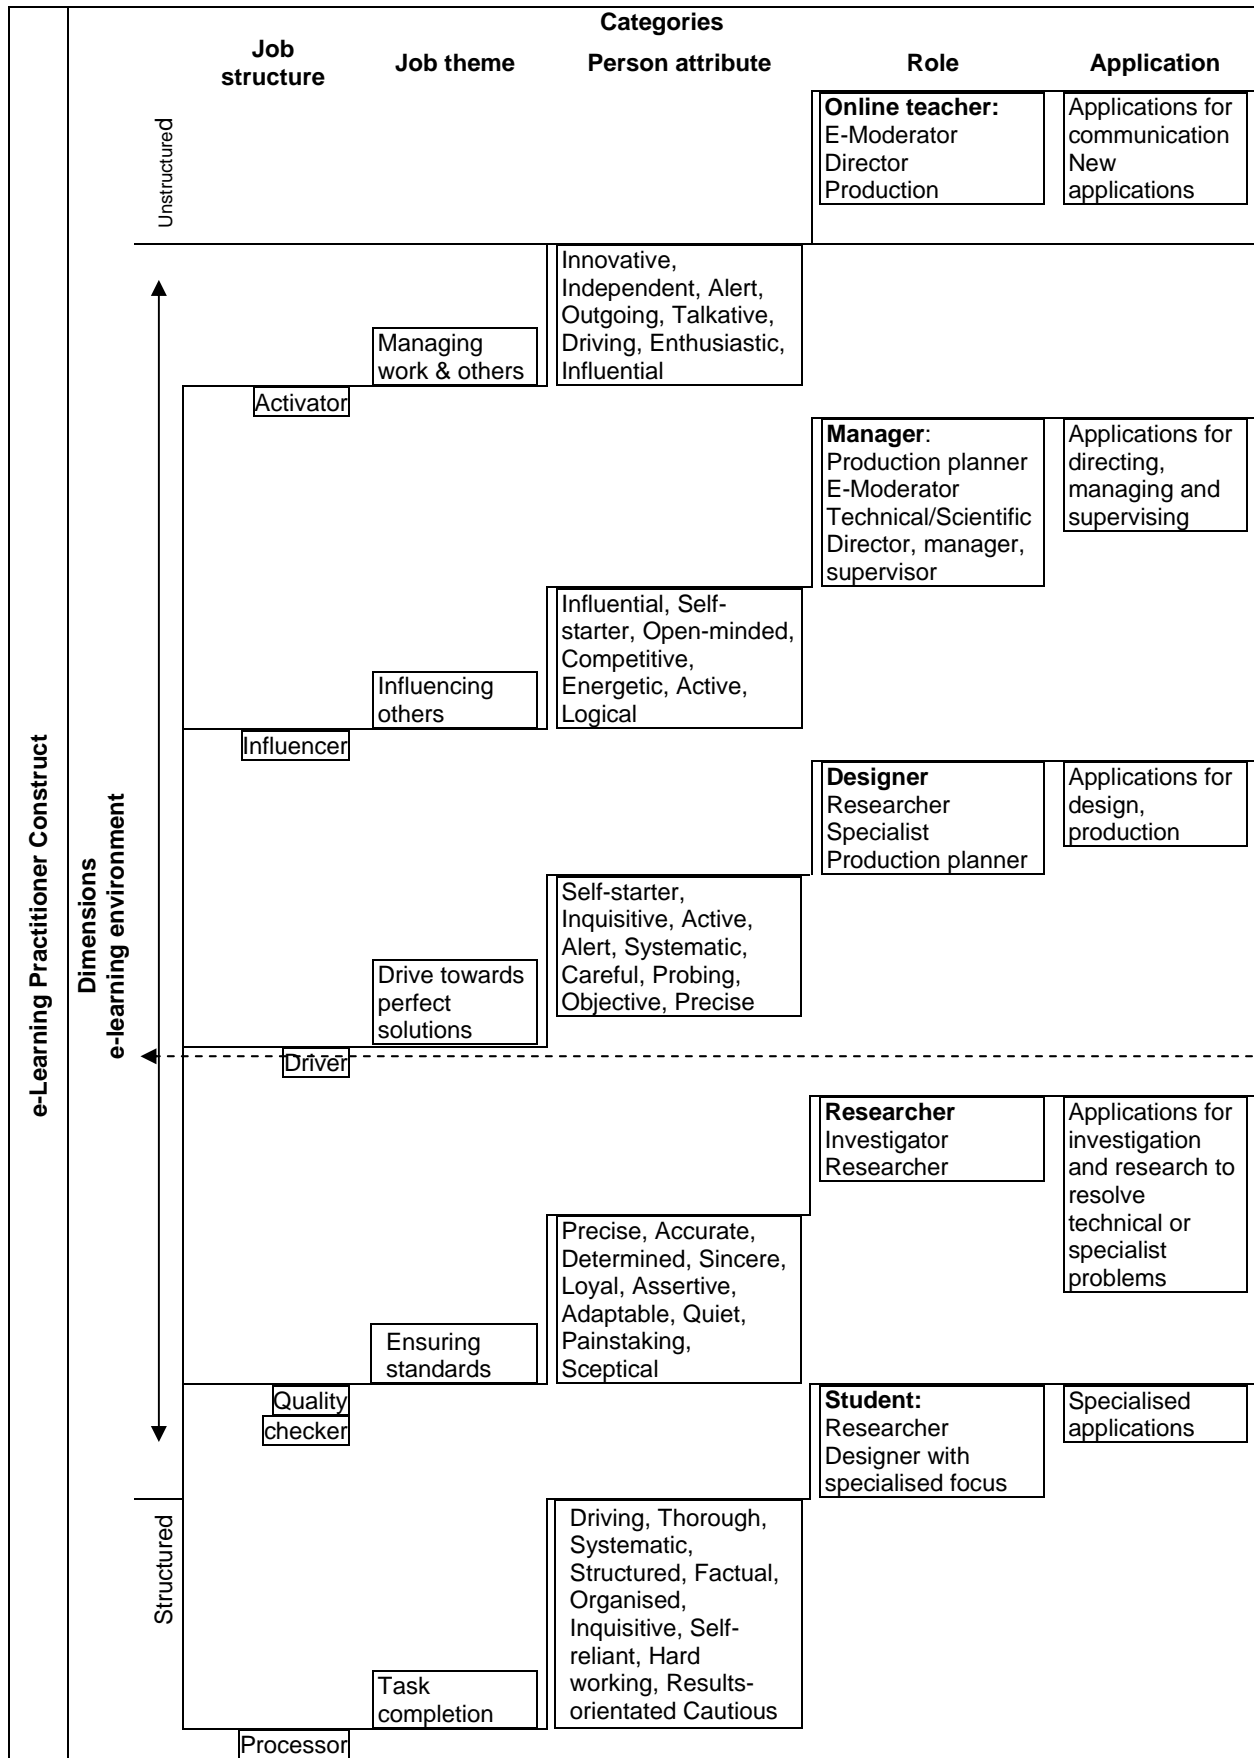 Categories
Job
structure
Job theme
Person attribute
Role
Application
e-Learning Practitioner Construct
Dimensions
e-learning environment
Unstructured
Online teacher:
E-Moderator
Director
Production
Applications for
communication
New
applications
Innovative,
Independent, Alert,
Outgoing, Talkative,
Driving, Enthusiastic,
Influential
Managing
work & others
Activator
Manager:
Production planner
E-Moderator
Technical/Scientific
Director, manager,
supervisor
Applications for
directing,
managing and
supervising
Influential, Self-
starter, Open-minded,
Competitive,
Energetic, Active,
Logical
Influencing
others
Influencer
Designer
Researcher
Specialist
Production planner
Applications for
design,
production
Self-starter,
Inquisitive, Active,
Alert, Systematic,
Careful, Probing,
Objective, Precise
Drive towards
perfect
solutions
Driver
Researcher
Investigator
Researcher
Applications for
investigation
and research to
resolve
technical or
specialist
problems
Precise, Accurate,
Determined, Sincere,
Loyal, Assertive,
Adaptable, Quiet,
Painstaking,
Sceptical
Ensuring
standards
Quality
checker
Student:
Researcher
Designer with
specialised focus
Specialised
applications
Structured
Driving, Thorough,
Systematic,
Structured, Factual,
Organised,
Inquisitive, Self-
reliant, Hard
working, Results-
orientated Cautious
Task
completion
Processor